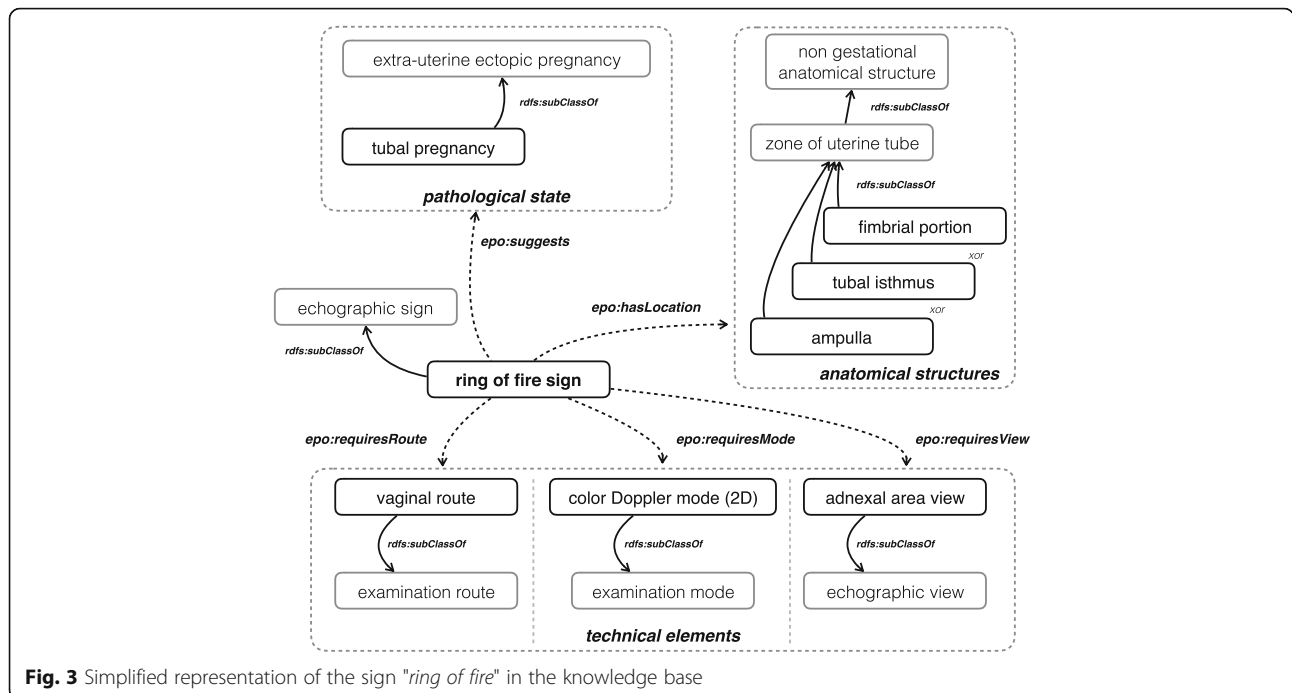 extra-uterine ectopic pregnancy
rdfs:subClassOf
tubal pregnancy
pathological state
non gestational
anatomical structure
rdfs:subClassOf
zone of uterine tube
rdfs:subClassOf
fimbrial portion
xor
tubal isthmus
xor
ampulla
anatomical structures
epo:suggests
echographic sign
epo:hasLocation
rdfs:subClassOf
ring of fire sign
epo:requiresRoute
epo:requiresMode
epo:requiresView
vaginal route
color Doppler mode (2D)
adnexal area view
rdfs:subClassOf
rdfs:subClassOf
rdfs:subClassOf
examination route
examination mode
echographic view
technical elements
Fig. 3 Simplified representation of the sign "ring of fire" in the knowledge base